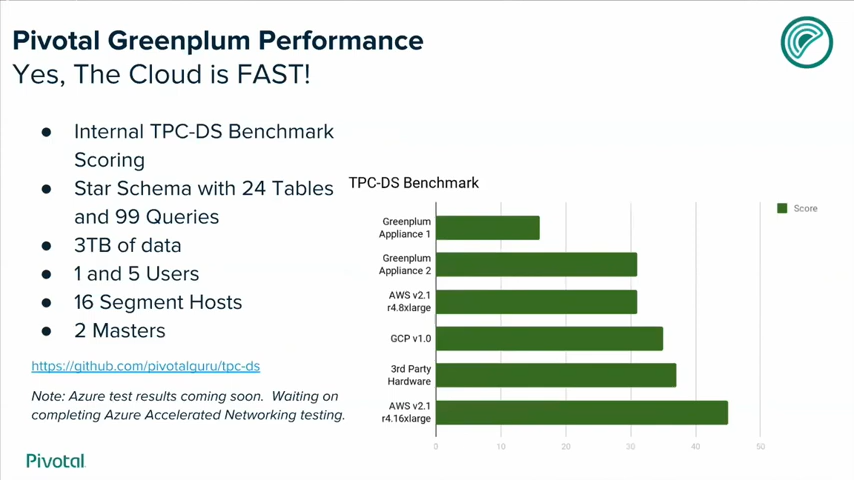 Pivotal Greenplum Performance
Yes, The Cloud is FAST!
● Internal TPC-DS Benchmark
Scoring
● Star Schema with 24 Tables
and 99 Queries
● 3TB of data
● 1 and 5 Users
● 16 Segment Hosts
● 2 Masters
https://github.com/pivotalguru/tpc-ds
Note: Azure test results coming soon. Waiting on
completing Azure Accelerated Networking testing.
Pivotal
TPC-DS Benchmark
Score
Greenplum
Appliance 1
Greenplum
Appliance 2
AWS v2.1
r4.8xlarge
GCP v1.0
3rd Party
Hardware
AWS v2.1
r4.16xlarge
0 10 20 30 40 50